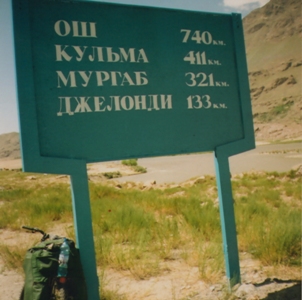 ОШ 740 КМ.
КУЛЬМА 411 КМ.
МУРГАБ 321 КМ.
ДЖЕЛОНДИ 133 КМ.